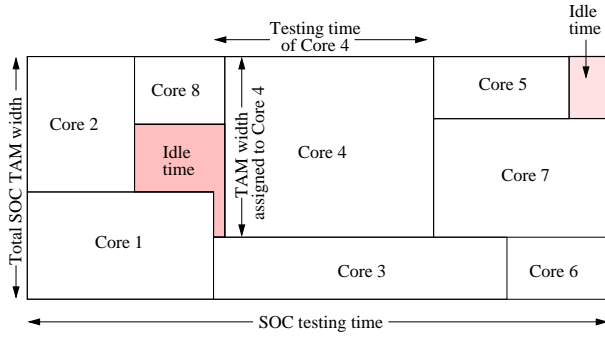 Testing time
of Core 4
Idle
time
Core 2
Core 8
Core 5
Idle
time
Core 4
Core 7
Core 1
Core 3
Core 6
Total SOC TAM width
TAM width
assigned to Core 4
SOC testing time